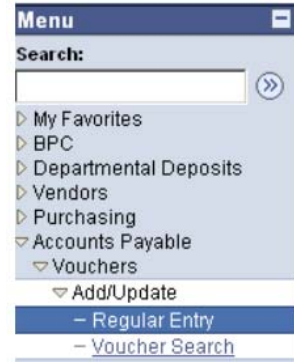 Menu
Search:
My Favorites
BPC
Departmental Deposits
Vendors
Purchasing
Accounts Payable
Vouchers
Add/Update
– Regular Entry
– Voucher Search